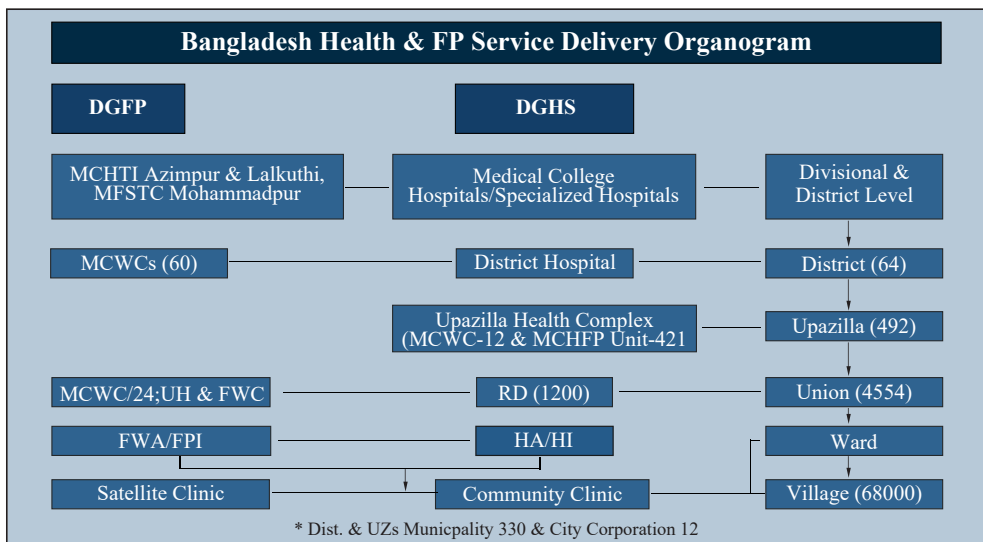 Bangladesh Health & FP Service Delivery Organogram
DGFP
DGHS
MCHTI Azimpur & Lalkuthi,
MFSTC Mohammadpur
Medical College
Hospitals/Specialized Hospitals
Divisional &
District Level
MCWCs (60)
District Hospital
District (64)
Upazilla Health Complex
(MCWC-12 & MCHFP Unit-421
Upazilla (492)
MCWC/24;UH & FWC
RD (1200)
Union (4554)
FWA/FPI
HA/HI
Ward
Satellite Clinic
Community Clinic
Village (68000)
* Dist. & UZs Municpality 330 & City Corporation 12